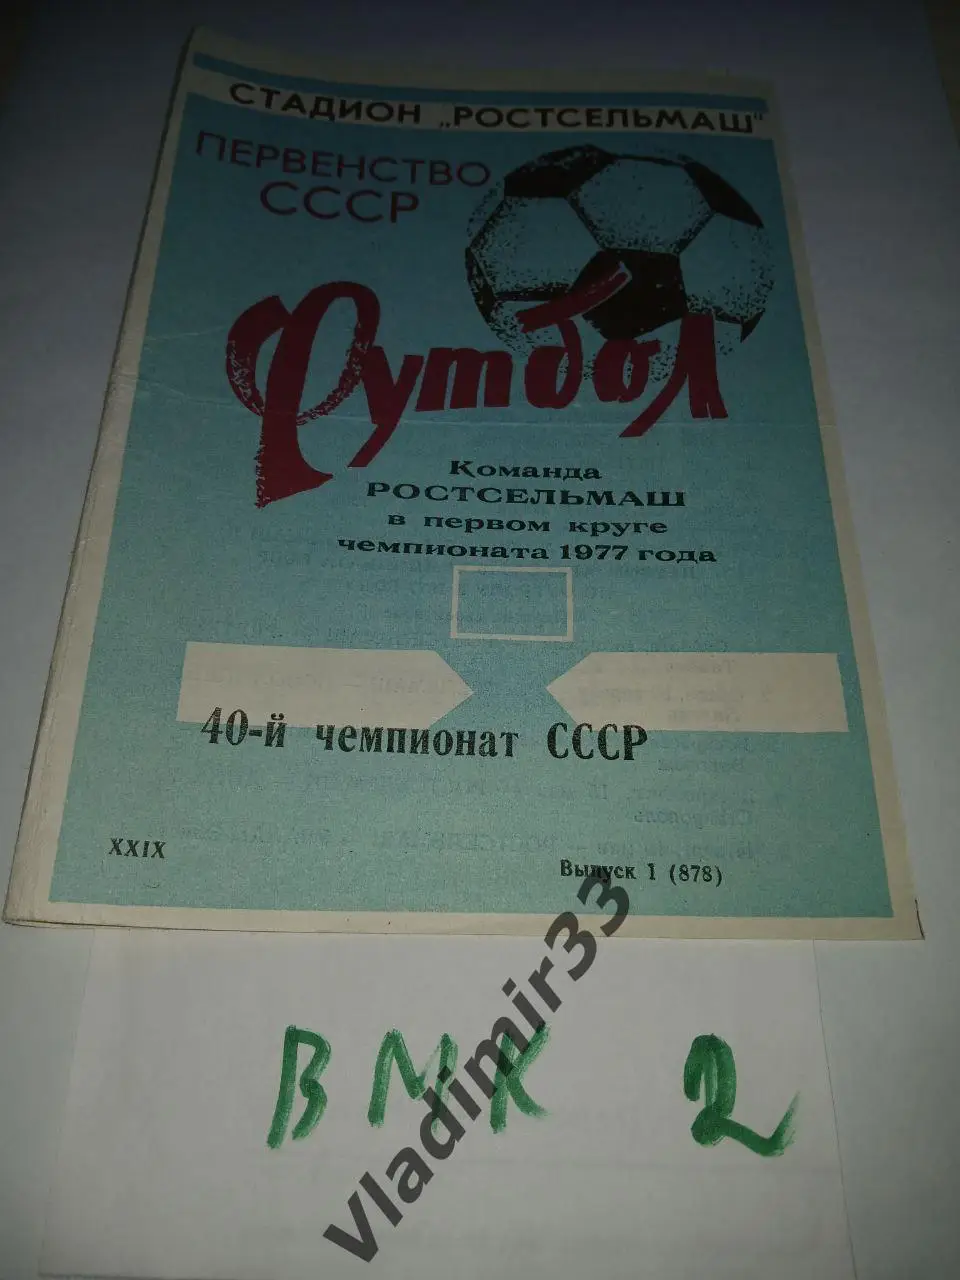 СТАДИОН „РОСТСЕЛЬМАШ"
ПЕРВЕНСТВО
СССР
Футбол
Команда
РОСТСЕЛЬМАШ
в первом круге
чемпионата 1977 года
40-й чемпионат СССР
XXIX
Выпуск 1 (878)
ВМК 2
Vladimir33